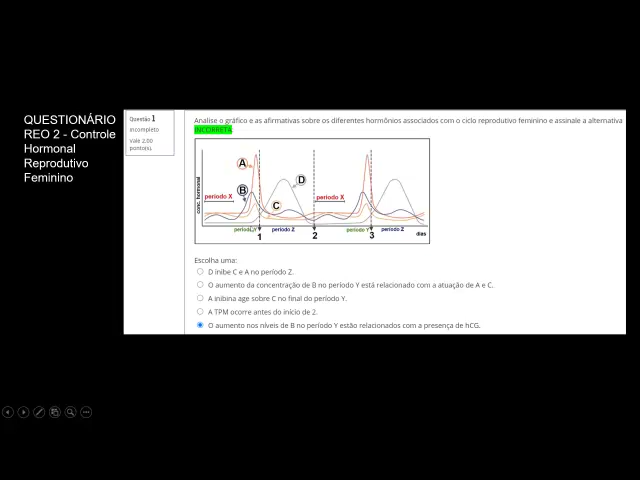 QUESTIONÁRIO
REO 2 - Controle
Hormonal
Reprodutivo
Feminino
Questão 1
Incompleto
Vale 2,00
ponto(s).
Analise o gráfico e as afirmativas sobre os diferentes hormônios associados com o ciclo reprodutivo feminino e assinale a alternativa
INCORRETA
conc. hormonal
A
B
C
D
período X
período X
período Y
período Z
período Y
período Z
1
2
3
dias
Escolha uma:
D inibe C e A no período Z.
O aumento da concentração de B no período Y está relacionado com a atuação de A e C.
A inibina age sobre C no final do período Y.
A TPM ocorre antes do início de 2.
O aumento nos níveis de B no período Y estão relacionados com a presença de hCG.